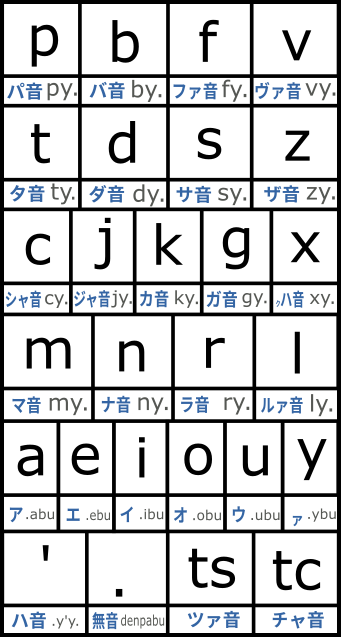 p b f v
パ音 py. バ音 by. ファ音 fy. ヴァ音 vy.
t d s z
タ音 ty. ダ音 dy. サ音 sy. ザ音 zy.
c j k g x
シャ音 cy. ジャ音 jy. カ音 ky. ガ音 gy. ｸハ音 xy.
m n r l
マ音 my. ナ音 ny. ラ音 ry. ルァ音 ly.
a e i o u y
ア .abu エ .ebu イ .ibu オ .obu ウ .ubu ァ .ybu
' . ts tc
ハ音 .y'y. 無音 denpabu ツァ音 チャ音